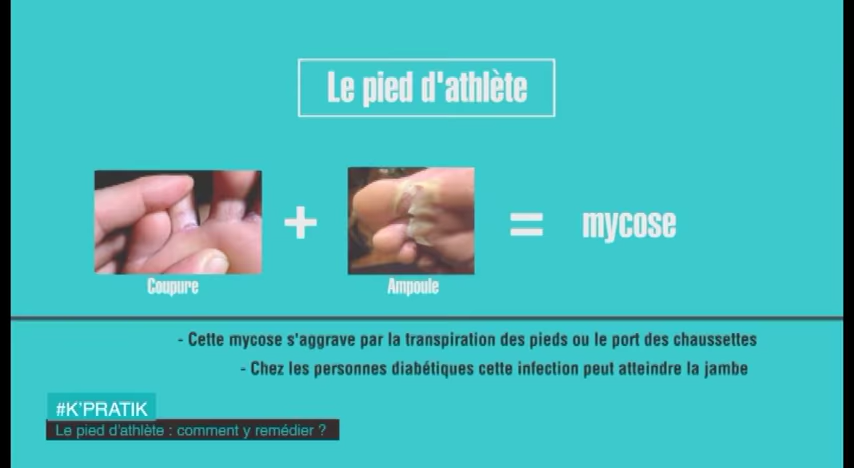 Le pied d'athlète
+
=
mycose
Coupure
Ampoule
- Cette mycose s'aggrave par la transpiration des pieds ou le port des chaussettes
- Chez les personnes diabétiques cette infection peut atteindre la jambe
#K'PRATIK
Le pied d'athlète : comment y remédier ?